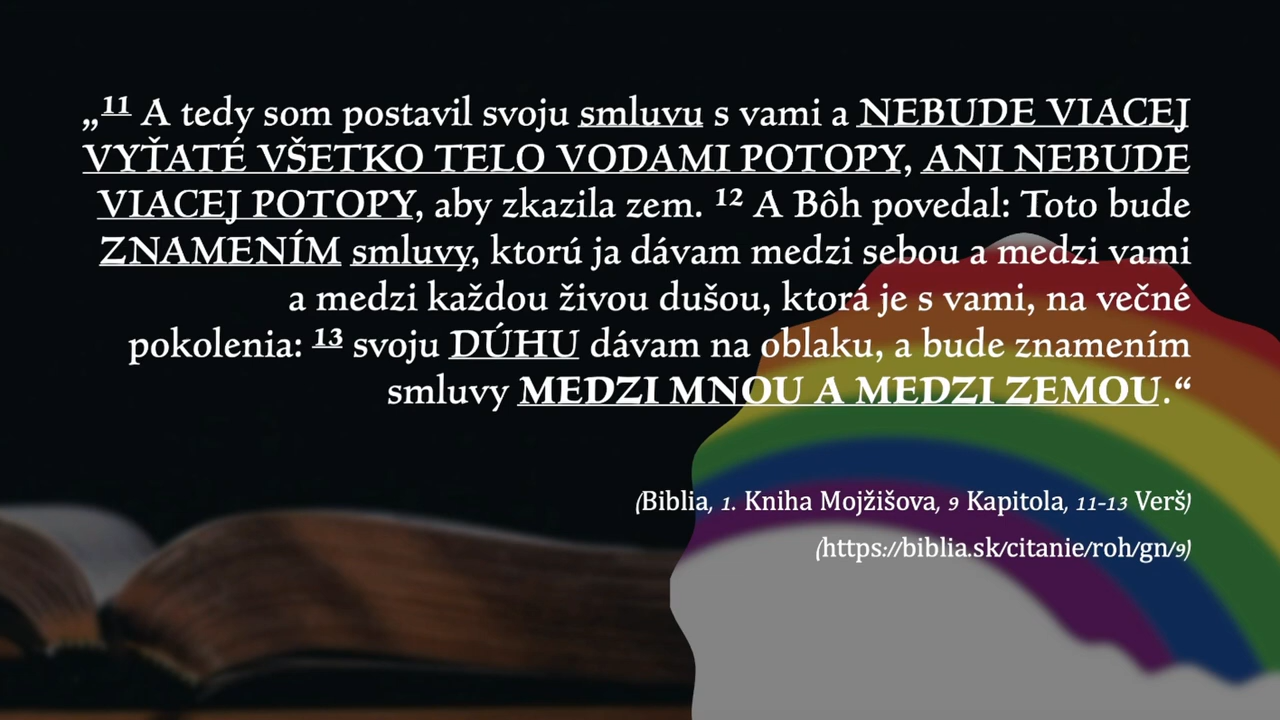 „11 A tedy som postavil svoju smluvu s vami a NEBUDE VIACEJ
VYŤATÉ VŠETKO TELO VODAMI POTOPY, ANI NEBUDE
VIACEJ POTOPY, aby zkazila zem. 12 A Bôh povedal: Toto bude
ZNAMENÍM smluvy, ktorú ja dávam medzi sebou a medzi vami
a medzi každou živou dušou, ktorá je s vami, na večné
pokolenia: 13 svoju DÚHU dávam na oblaku, a bude znamením
smluvy MEDZI MNOU A MEDZI ZEMOU.“
(Biblia, 1. Kniha Mojžišova, 9 Kapitola, 11-13 Verš)
(https://biblia.sk/citanie/roh/gn/9)